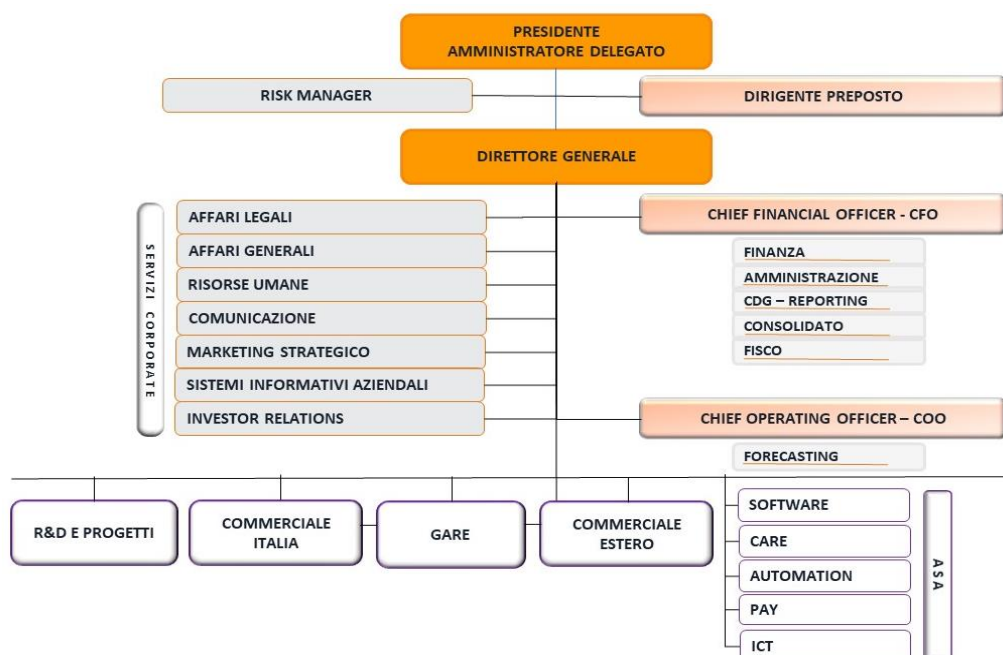 PRESIDENTE
AMMINISTRATORE DELEGATO
RISK MANAGER
DIRIGENTE PREPOSTO
DIRETTORE GENERALE
SERVIZI CORPORATE
AFFARI LEGALI
AFFARI GENERALI
RISORSE UMANE
COMUNICAZIONE
MARKETING STRATEGICO
SISTEMI INFORMATIVI AZIENDALI
INVESTOR RELATIONS
CHIEF FINANCIAL OFFICER - CFO
FINANZA
AMMINISTRAZIONE
CDG – REPORTING
CONSOLIDATO
FISCO
CHIEF OPERATING OFFICER – COO
FORECASTING
R&D E PROGETTI
COMMERCIALE
ITALIA
GARE
COMMERCIALE
ESTERO
SOFTWARE
CARE
AUTOMATION
PAY
ICT
ASA